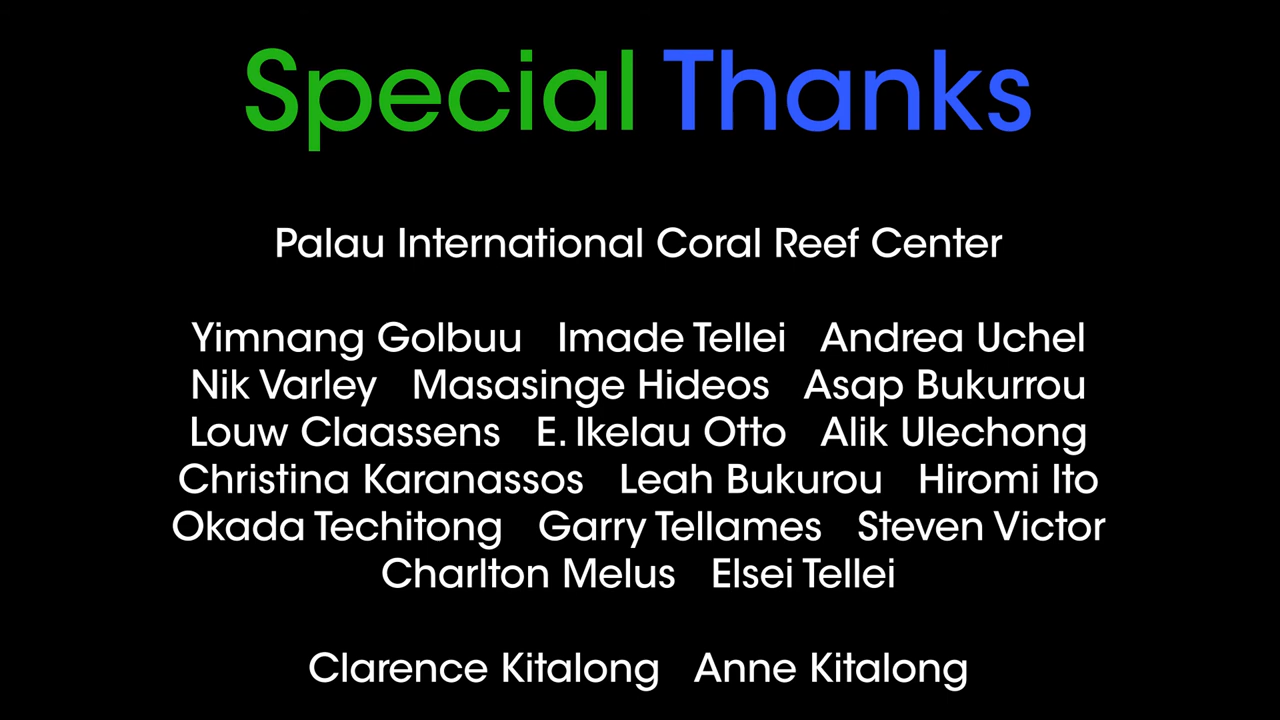 Special Thanks
Palau International Coral Reef Center
Yimnang Golbuu Imade Tellei Andrea Uchel
Nik Varley Masasinge Hideos Asap Bukurrou
Louw Claassens E. Ikelau Otto Alik Ulechong
Christina Karanassos Leah Bukurou Hiromi Ito
Okada Techitong Garry Tellames Steven Victor
Charlton Melus Elsei Tellei
Clarence Kitalong Anne Kitalong